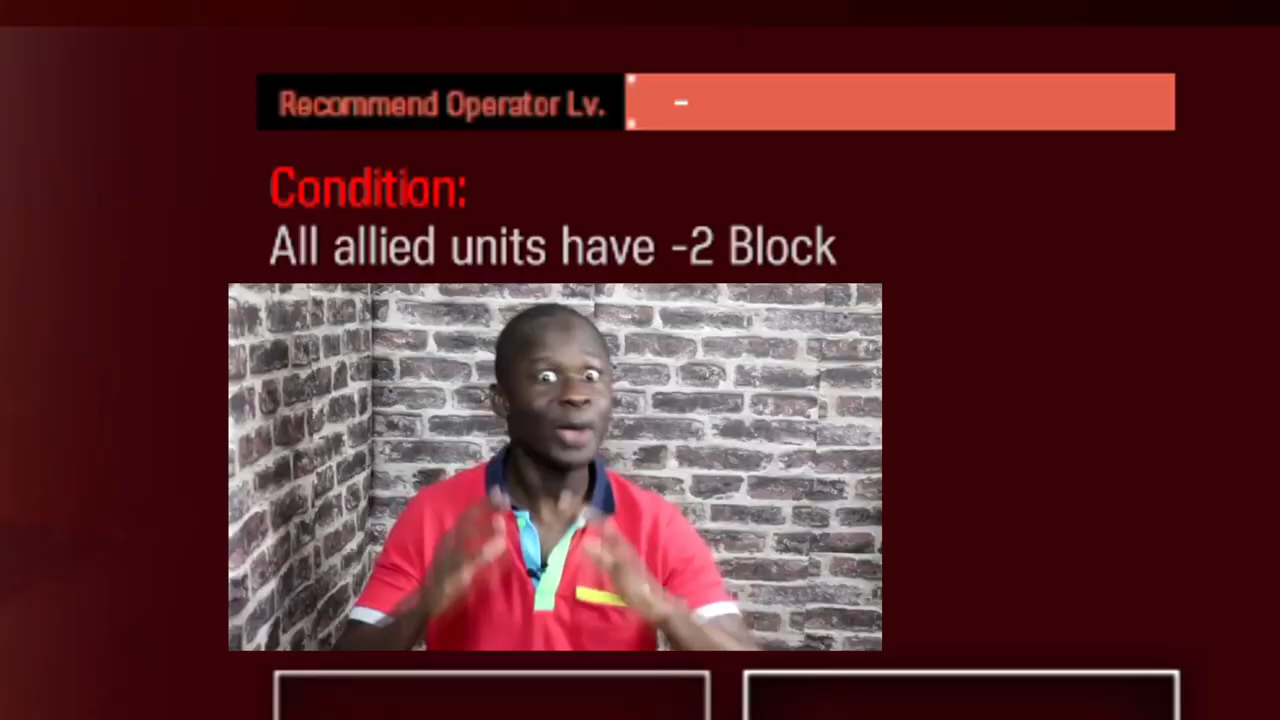 Recommend Operator Lv. -
Condition:
All allied units have -2 Block